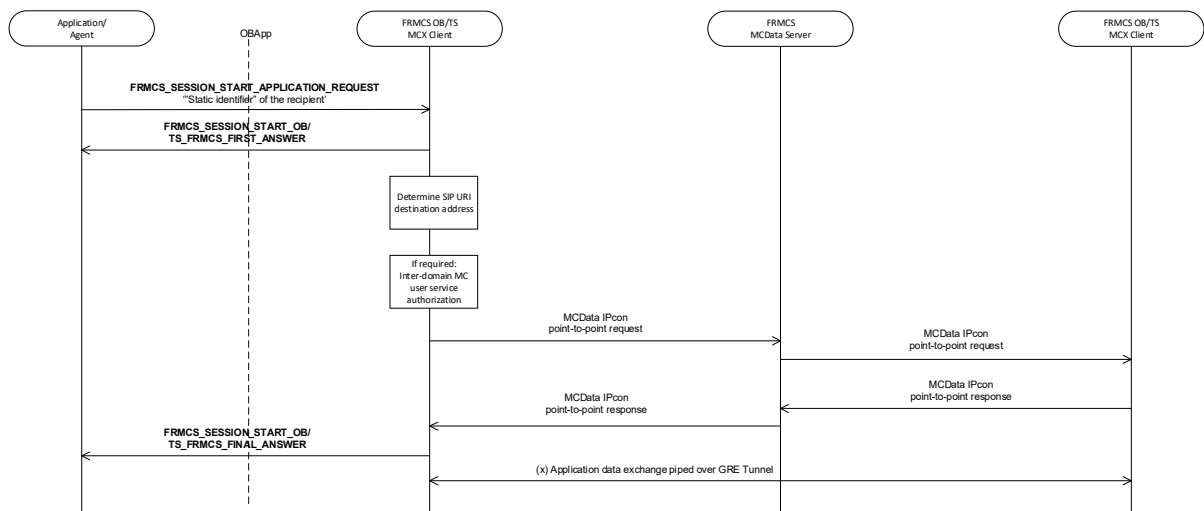 Application/
Agent
OBApp
FRMCS OB/TS
MCX Client
FRMCS
MCData Server
FRMCS OB/TS
MCX Client
FRMCS_SESSION_START_APPLICATION_REQUEST
‘"Static identifier" of the recipient’
FRMCS_SESSION_START_OB/
TS_FRMCS_FIRST_ANSWER
Determine SIP URI
destination address
If required:
Inter-domain MC
user service
authorization
MCData IPcon
point-to-point request
MCData IPcon
point-to-point request
MCData IPcon
point-to-point response
MCData IPcon
point-to-point response
FRMCS_SESSION_START_OB/
TS_FRMCS_FINAL_ANSWER
(x) Application data exchange piped over GRE Tunnel